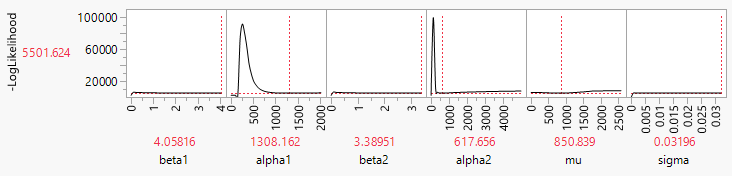 -LogLikelihood
5501.624
100000
60000
20000
0 1 2 3 4
0 500 1000 1500 2000
0 1 2 3
0 1000 2000 3000 4000
0 500 1000 1500 2000 2500
0 0.005 0.01 0.015 0.02 0.025 0.03
4.05816 1308.162 3.38951 617.656 850.839 0.03196
beta1 alpha1 beta2 alpha2 mu sigma